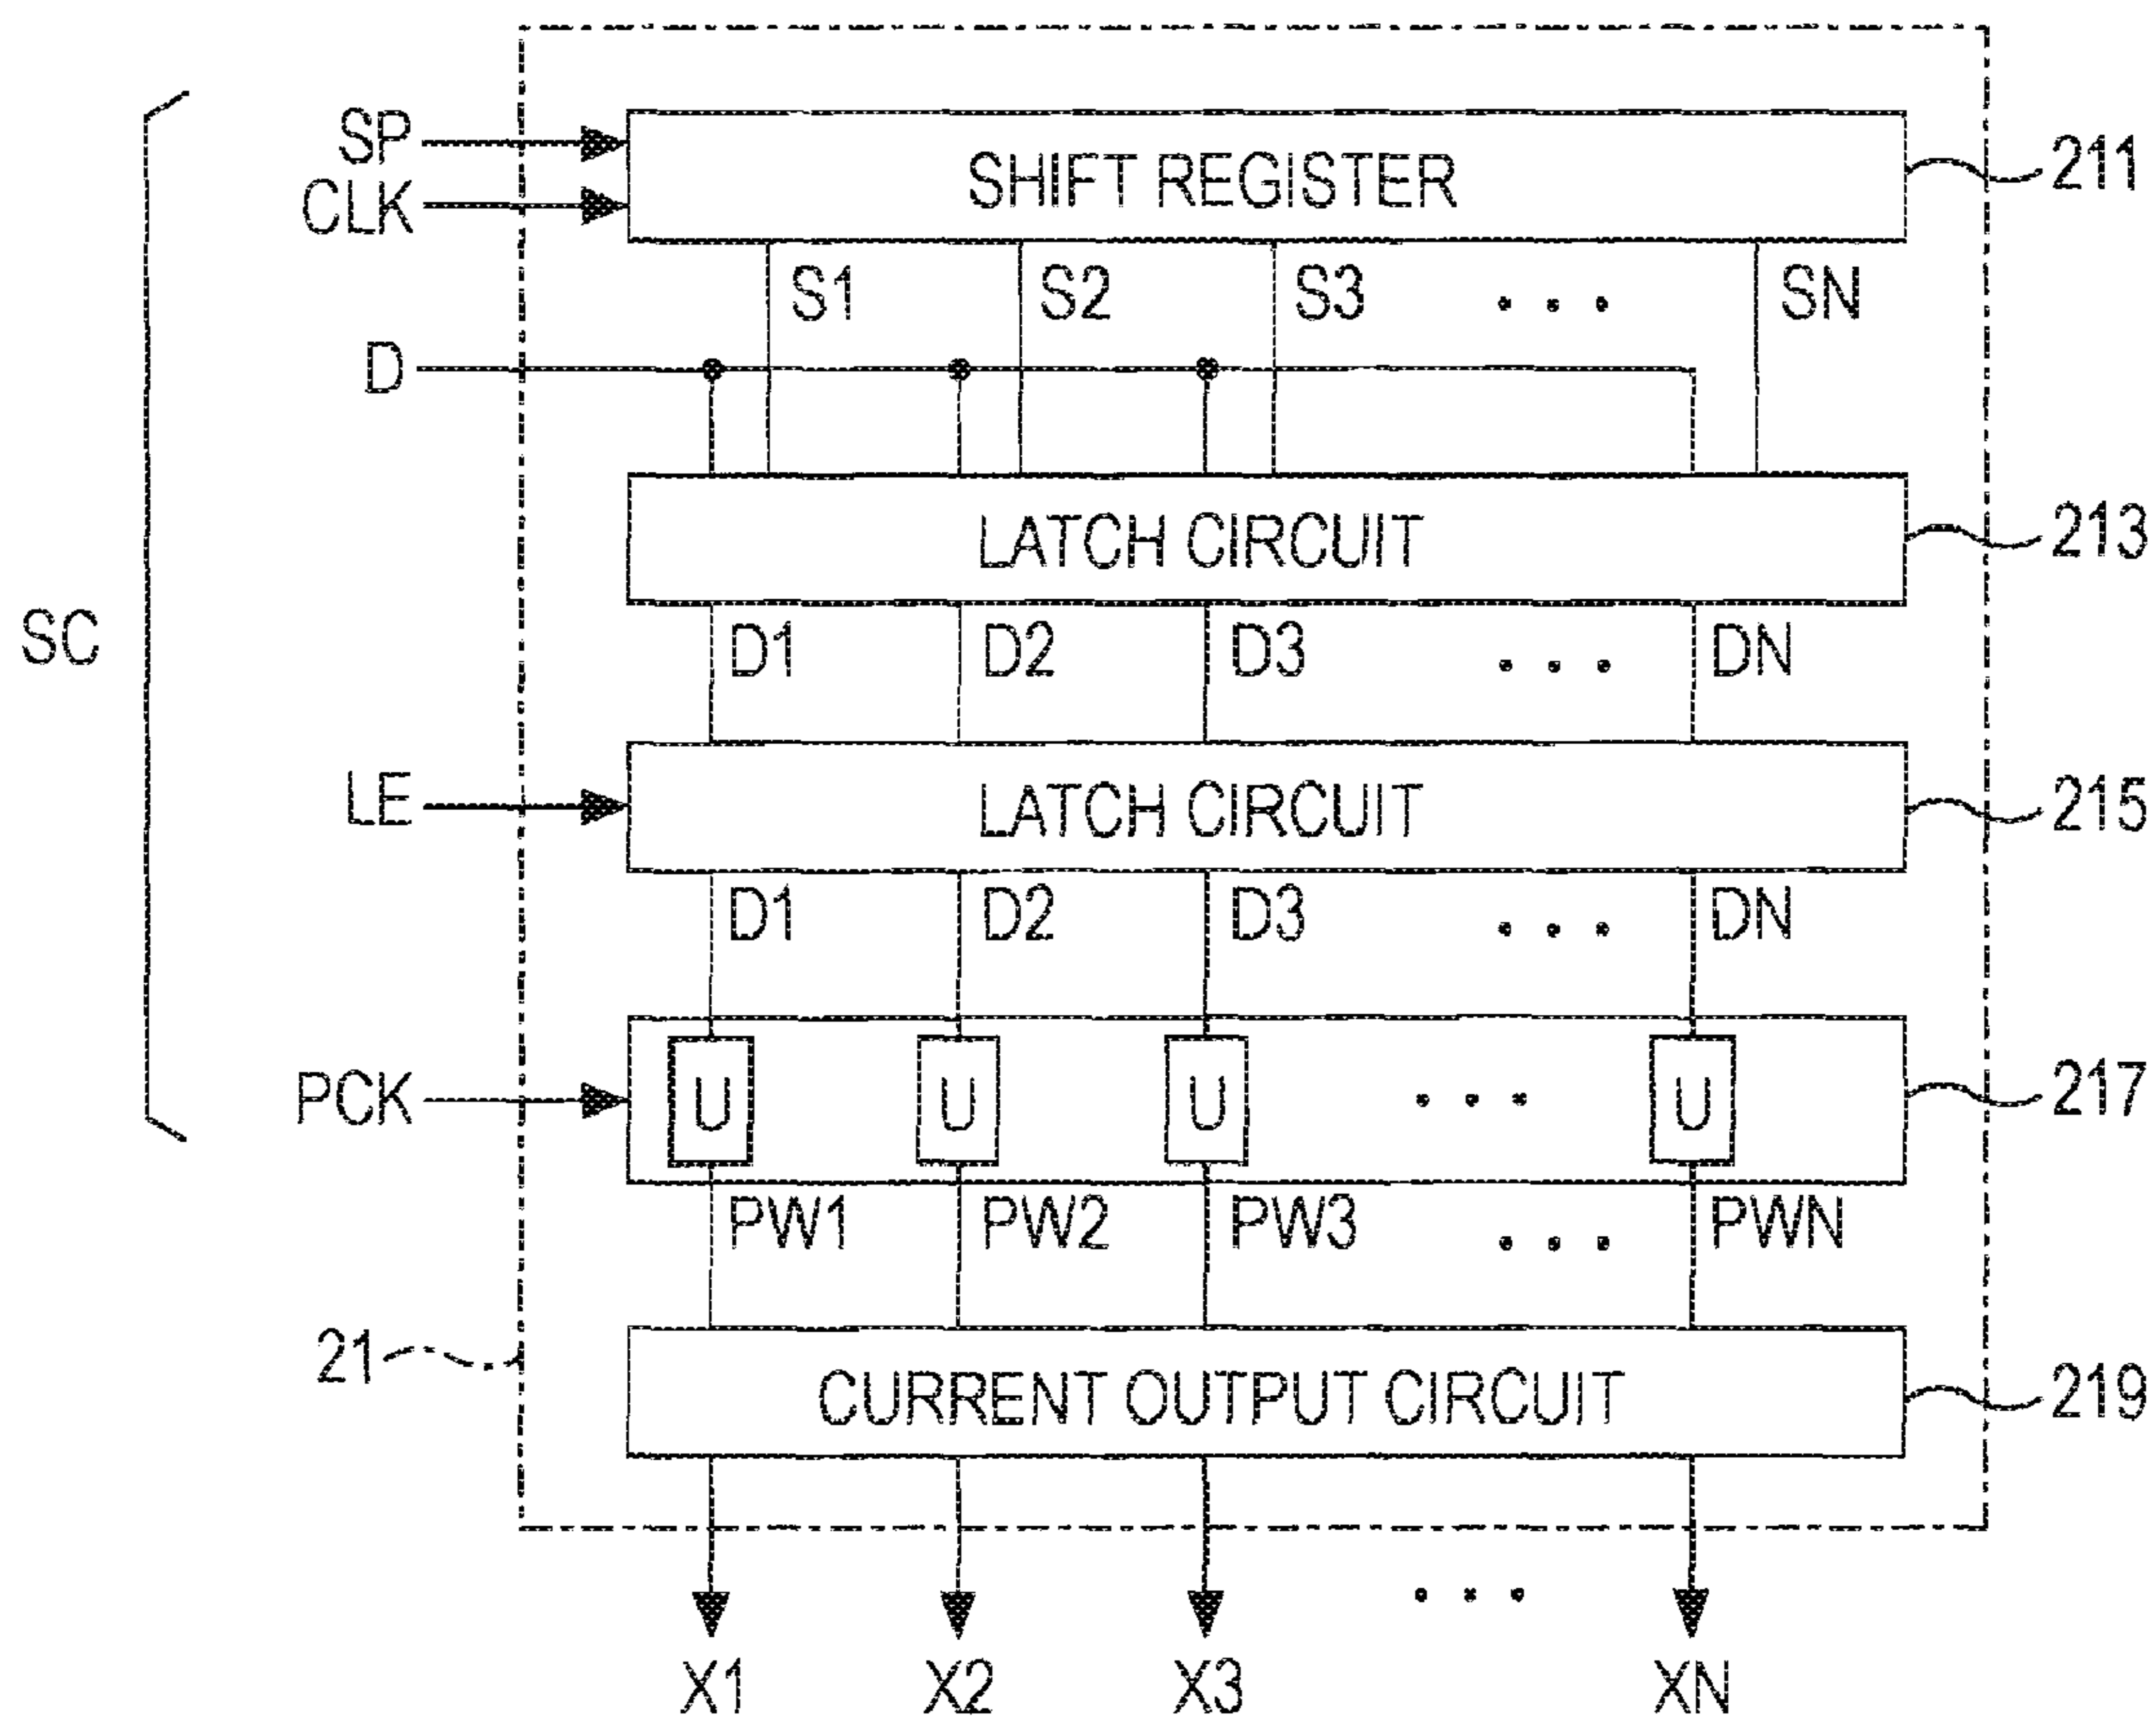 SP
SHIFT REGISTER
211
CLK
S1 S2 S3 ... SN
D
LATCH CIRCUIT
213
SC
D1 D2 D3 ... DN
LE
LATCH CIRCUIT
215
D1 D2 D3 ... DN
PCK
U U U ... U
217
PW1 PW2 PW3 ... PWN
21
CURRENT OUTPUT CIRCUIT
219
X1 X2 X3 ... XN